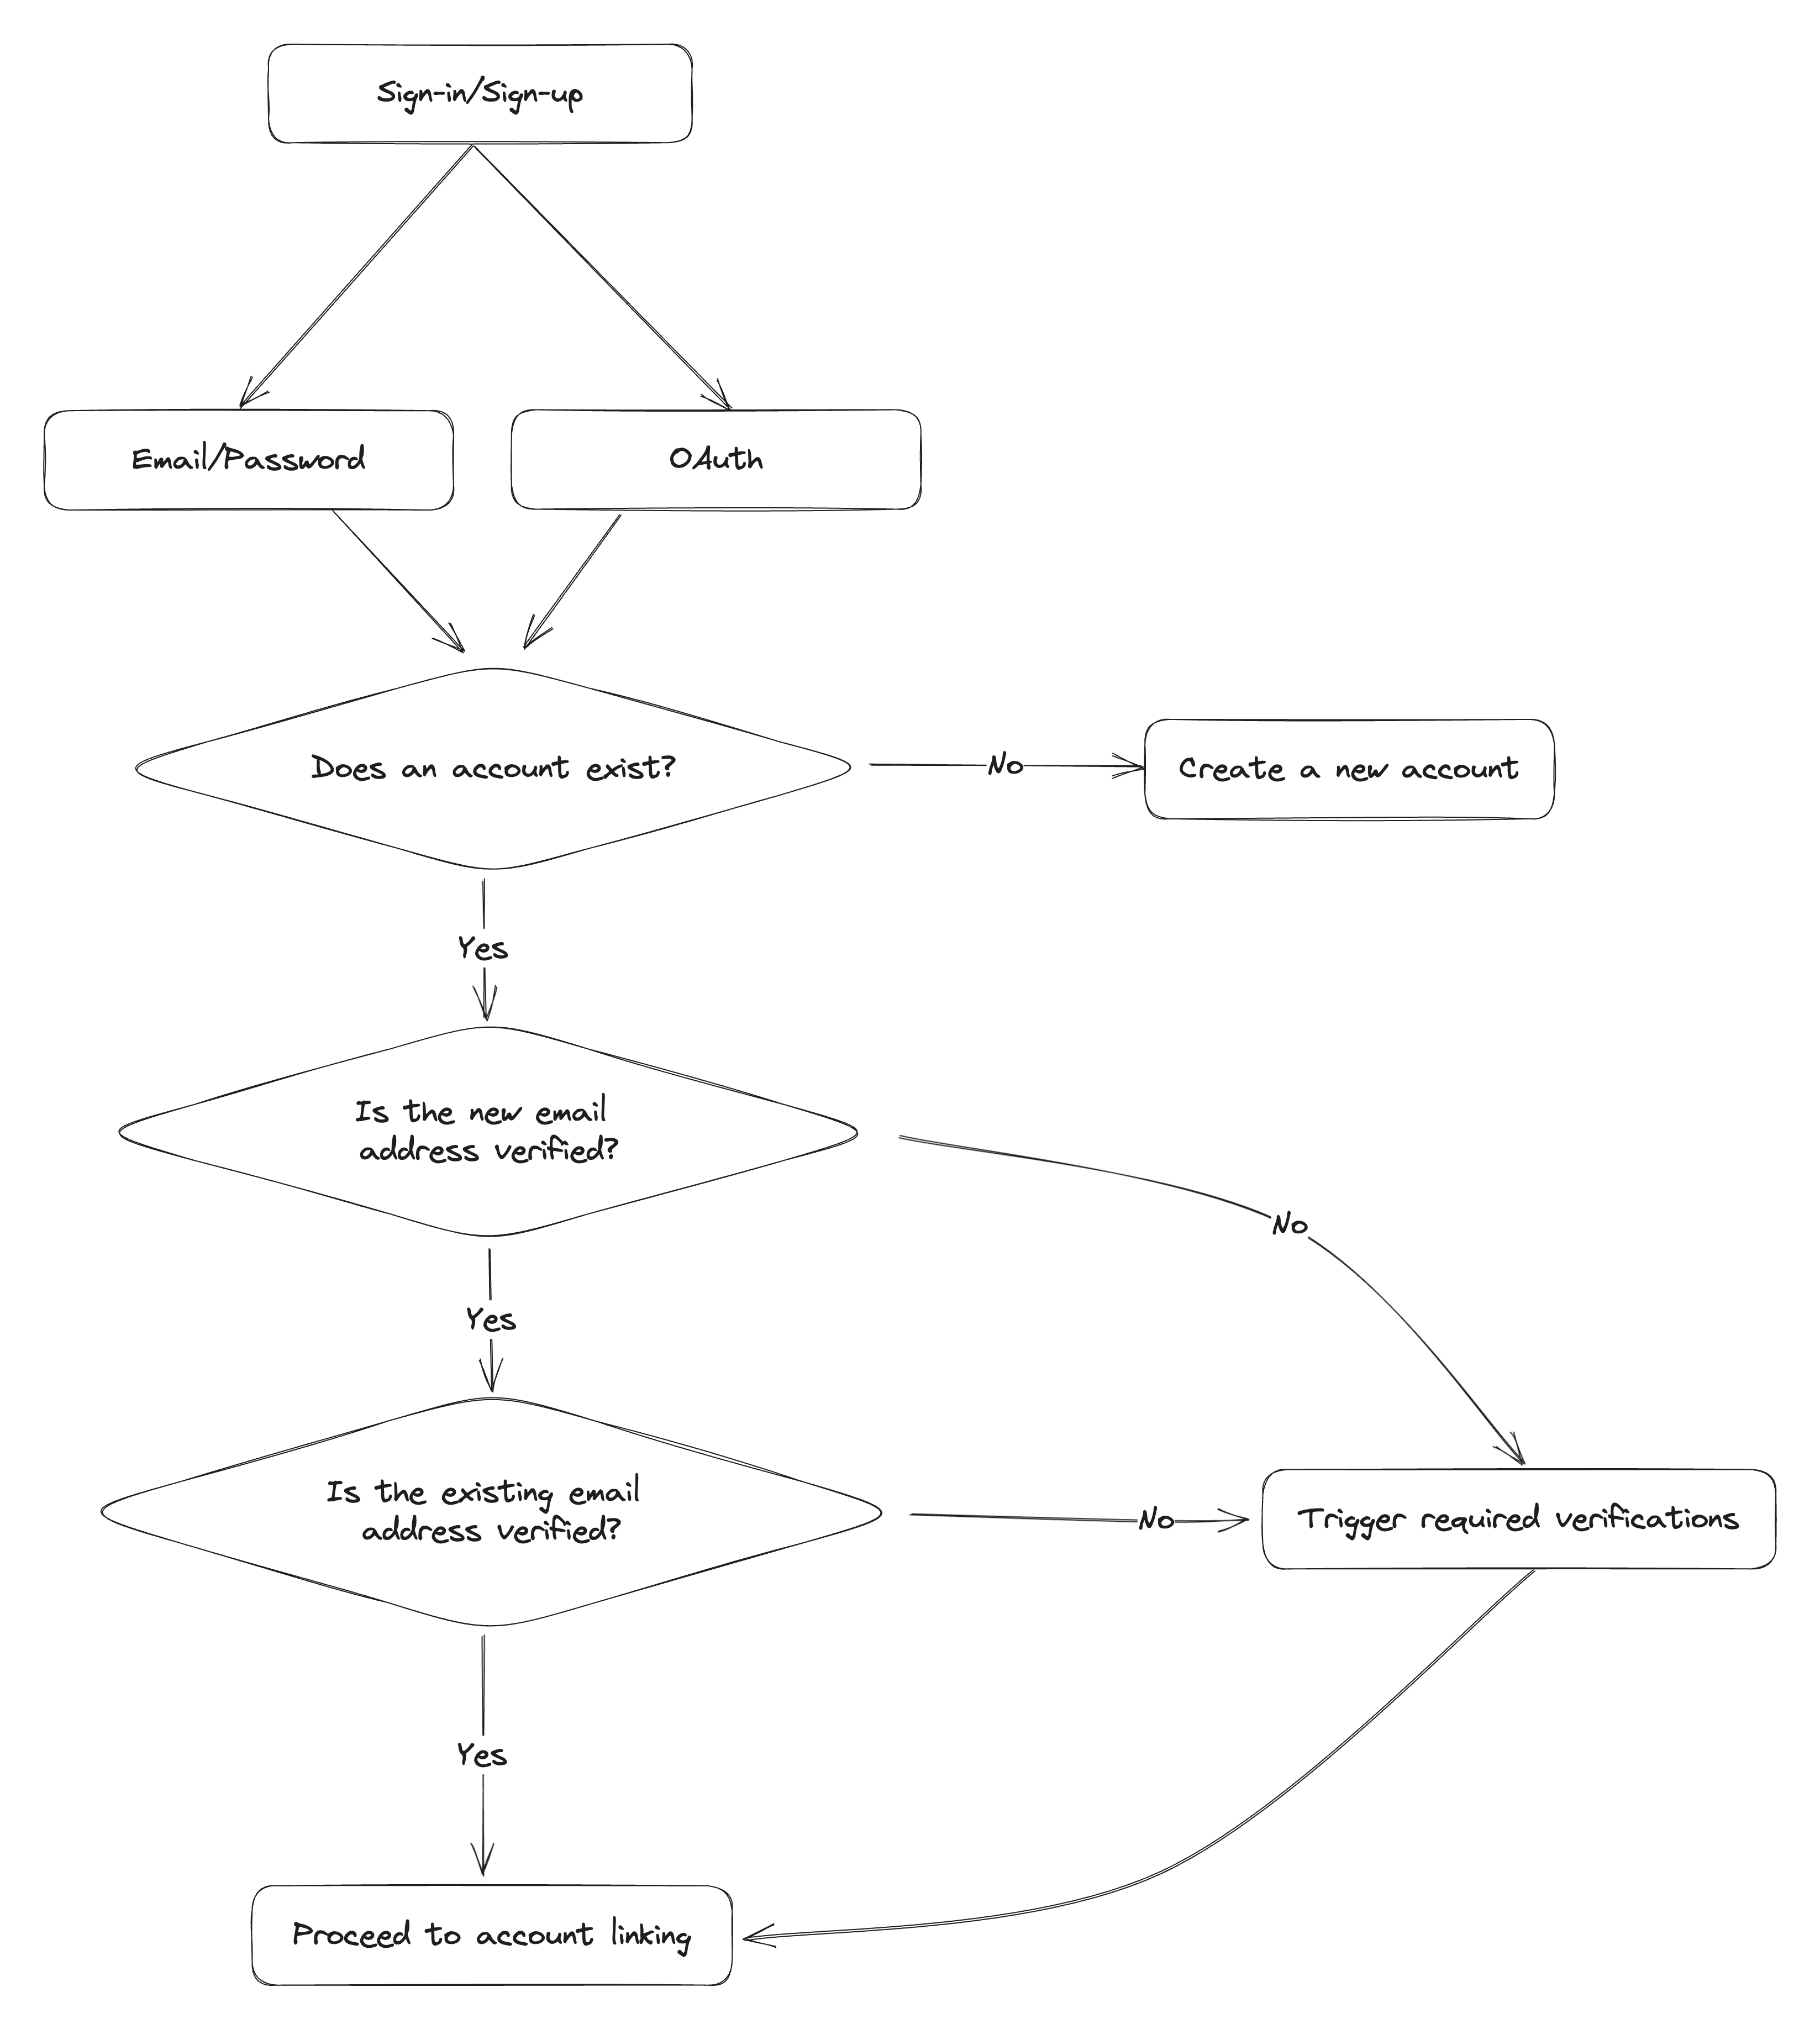 Sign-in/Sign-up
Email/Password
OAuth
Does an account exist?
No
Create a new account
Yes
Is the new email
address verified?
No
Yes
Is the existing email
address verified?
No
Trigger required verifications
Yes
Proceed to account linking